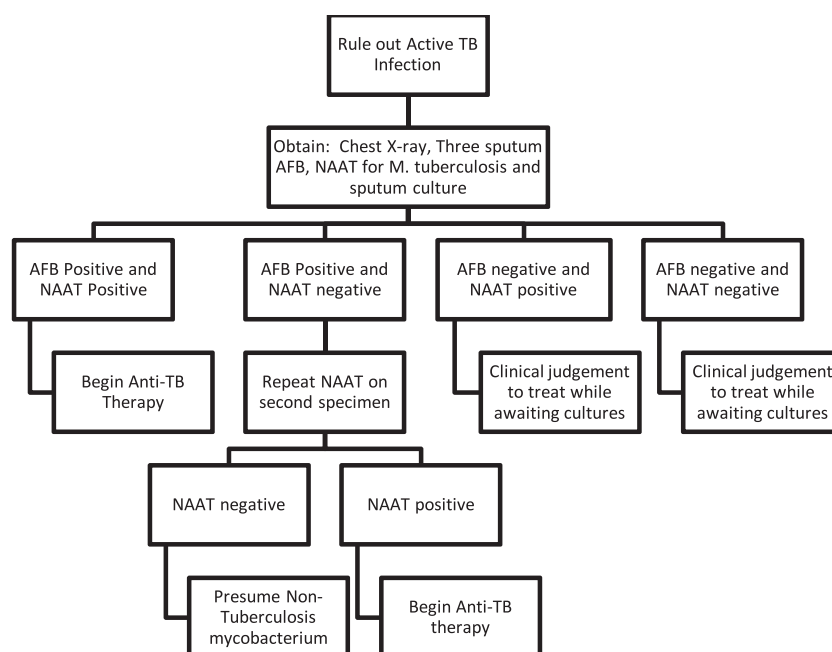 Rule out Active TB
Infection
Obtain: Chest X-ray, Three sputum
AFB, NAAT for M. tuberculosis and
sputum culture
AFB Positive and
NAAT Positive
AFB Positive and
NAAT negative
AFB negative and
NAAT positive
AFB negative and
NAAT negative
Begin Anti-TB
Therapy
Repeat NAAT on
second specimen
Clinical judgement
to treat while
awaiting cultures
Clinical judgement
to treat while
awaiting cultures
NAAT negative
NAAT positive
Presume Non-
Tuberculosis
mycobacterium
Begin Anti-TB
therapy